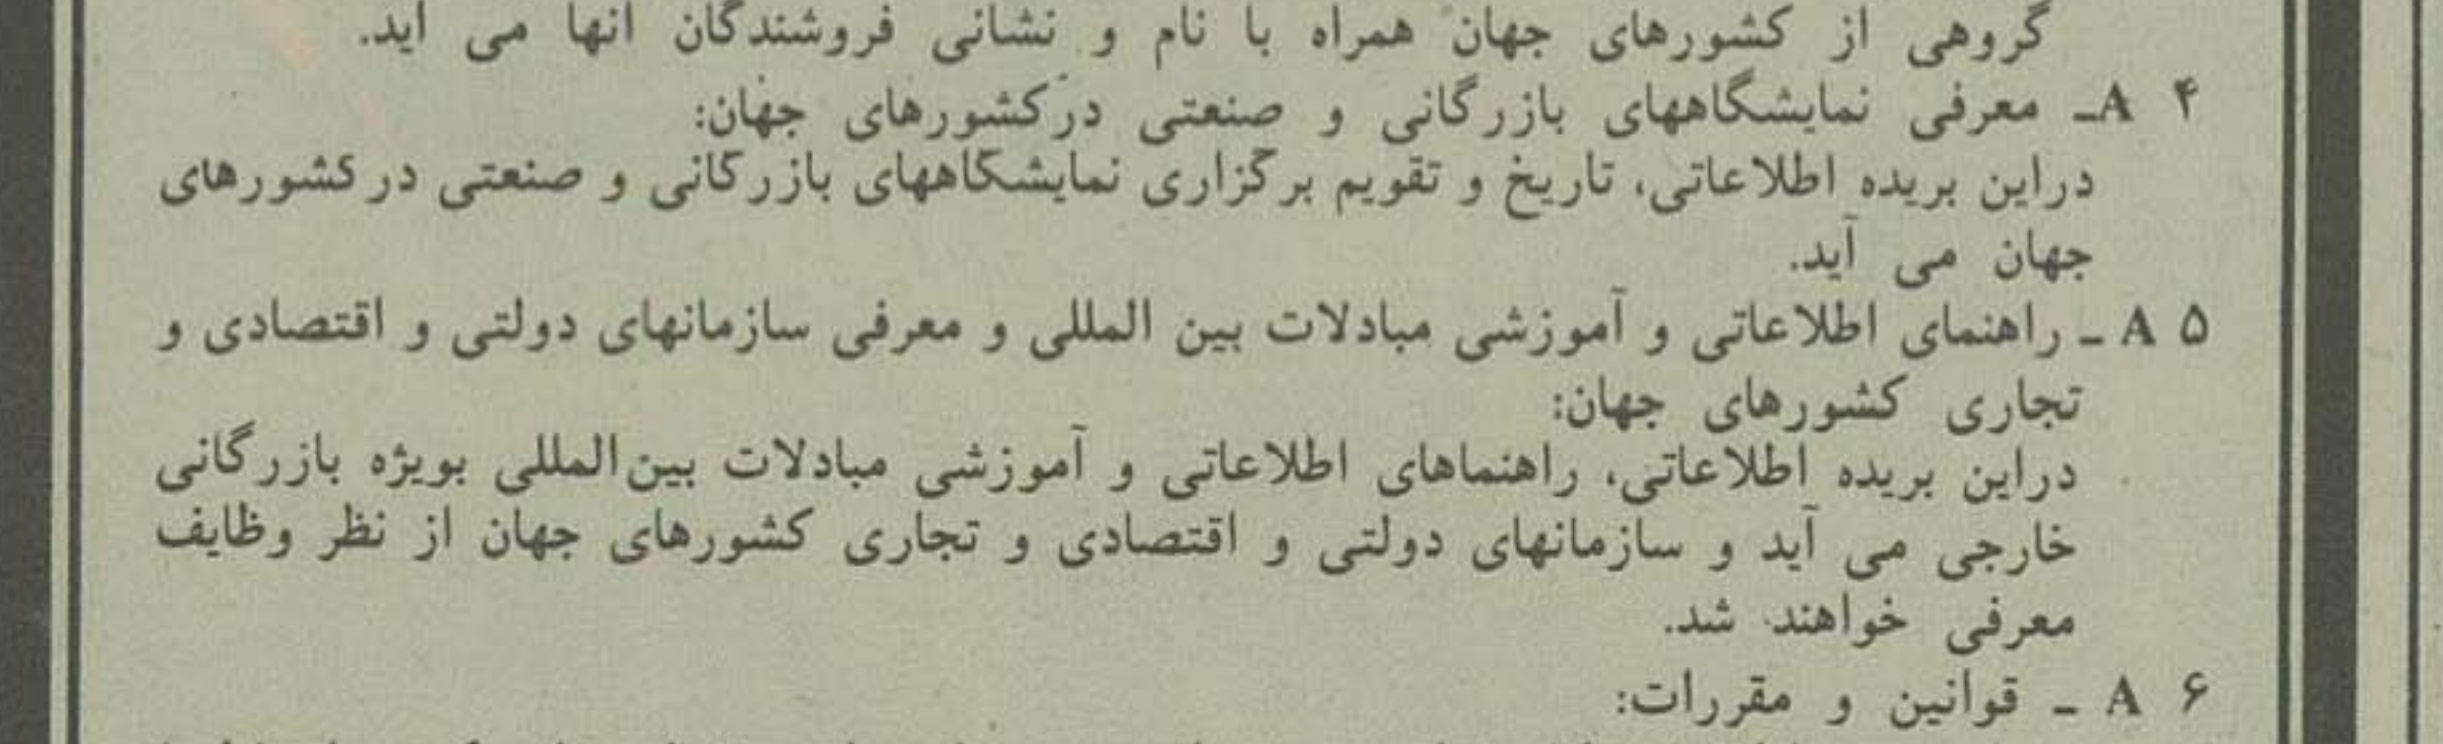 گروهی از کشورهای جهان همراه با نام و نشانی فروشندگان آنها می آید.
۴ A ـ معرفی نمایشگاههای بازرگانی و صنعتی درکشورهای جهان:
دراین بریده اطلاعاتی، تاریخ و تقویم برگزاری نمایشگاههای بازرگانی و صنعتی درکشورهای
جهان می آید.
۵ A ـ راهنمای اطلاعاتی و آموزشی مبادلات بین المللی و معرفی سازمانهای دولتی و اقتصادی و
تجاری کشورهای جهان:
دراین بریده اطلاعاتی، راهنماهای اطلاعاتی و آموزشی مبادلات بین‌المللی بویژه بازرگانی
خارجی می آید و سازمانهای دولتی و اقتصادی و تجاری کشورهای جهان از نظر وظایف
معرفی خواهند شد.
۶ A ـ قوانین و مقررات: